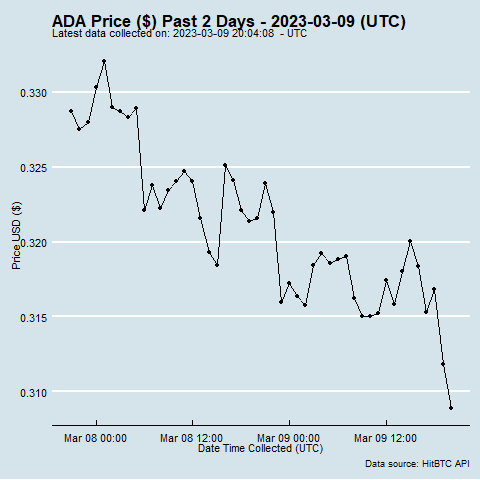 ADA Price ($) Past 2 Days - 2023-03-09 (UTC)
Latest data collected on: 2023-03-09 20:04:08 - UTC
0.330
0.325
0.320
0.315
0.310
Price USD ($)
Mar 08 00:00
Mar 08 12:00
Mar 09 00:00
Mar 09 12:00
Date Time Collected (UTC)
Data source: HitBTC API